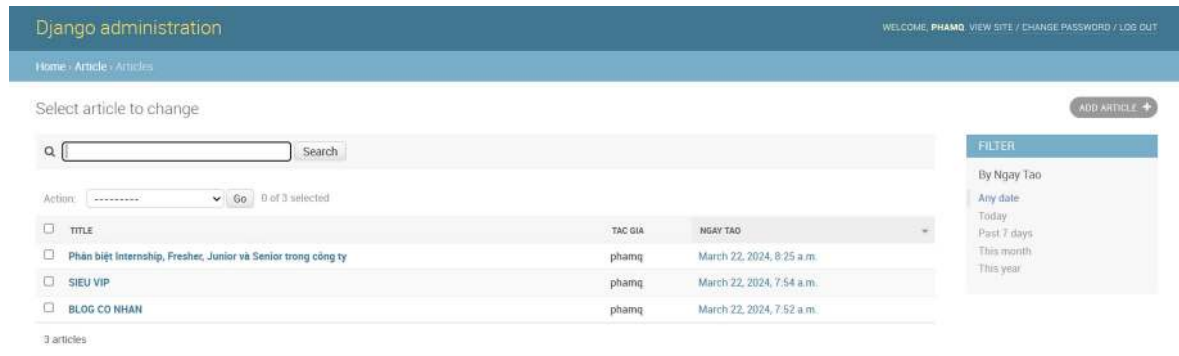 Django administration
WELCOME, PHAMQ. VIEW SITE / CHANGE PASSWORD / LOG OUT
Home › Article › Articles
Select article to change
ADD ARTICLE +
Search
Action: --------- Go 0 of 3 selected
TITLE TAC GIA NGAY TAO
Phân biệt Internship, Fresher, Junior và Senior trong công ty phamq March 22, 2024, 8:25 a.m.
SIEU VIP phamq March 22, 2024, 7:54 a.m.
BLOG CO NHAN phamq March 22, 2024, 7:52 a.m.
3 articles
FILTER
By Ngay Tao
Any date
Today
Past 7 days
This month
This year